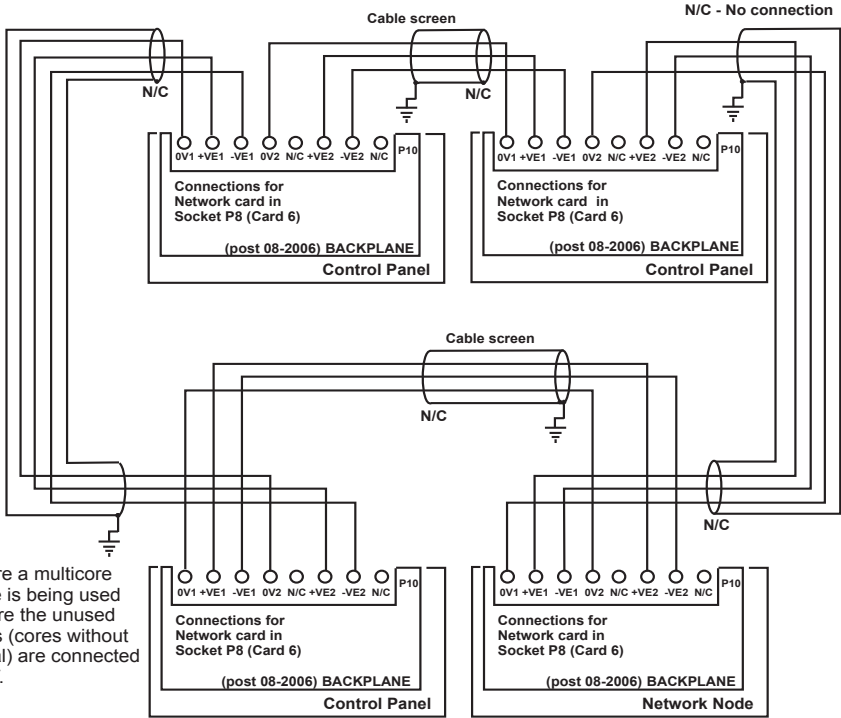 N/C - No connection
Cable screen
N/C
N/C
0V1 +VE1 -VE1 0V2 N/C +VE2 -VE2 N/C P10
Connections for
Network card in
Socket P8 (Card 6)
(post 08-2006) BACKPLANE
Control Panel
0V1 +VE1 -VE1 0V2 N/C +VE2 -VE2 N/C P10
Connections for
Network card in
Socket P8 (Card 6)
(post 08-2006) BACKPLANE
Control Panel
Cable screen
N/C
N/C
re a multicore
is being used
re the unused
(cores without
are connected
0V1 +VE1 -VE1 0V2 N/C +VE2 -VE2 N/C P10
Connections for
Network card in
Socket P8 (Card 6)
(post 08-2006) BACKPLANE
Control Panel
0V1 +VE1 -VE1 0V2 N/C +VE2 -VE2 N/C P10
Connections for
Network card in
Socket P8 (Card 6)
(post 08-2006) BACKPLANE
Network Node